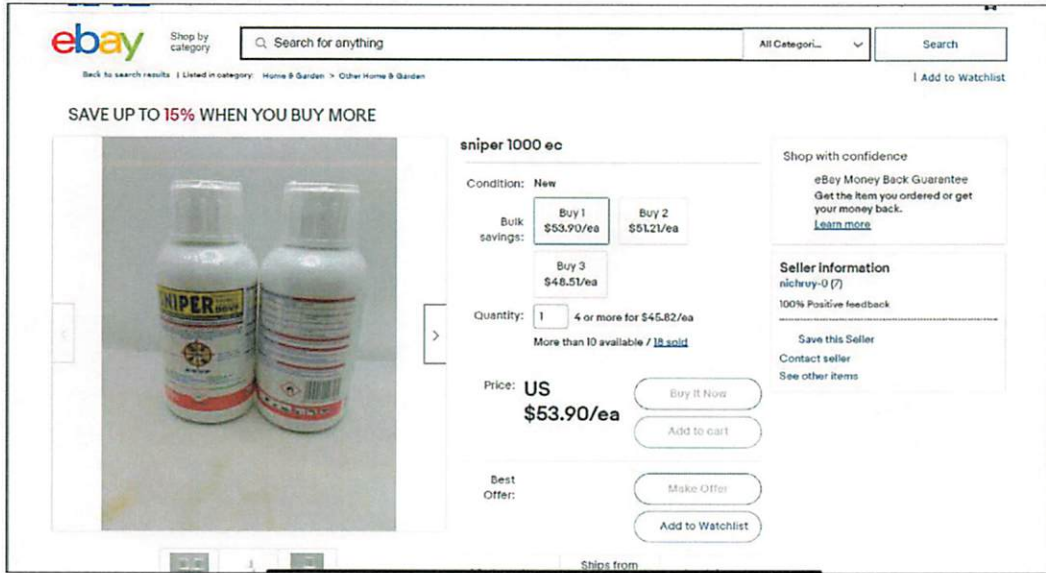 ebay
Shop by
category
Search for anything
All Categori...
Search
Back to search results | Listed in category: Home & Garden > Other Home & Garden
| Add to Watchlist
SAVE UP TO 15% WHEN YOU BUY MORE
SNIPER
sniper 1000 ec
Condition: New
Bulk
savings:
Buy 1
$53.90/ea
Buy 2
$51.21/ea
Buy 3
$48.51/ea
Quantity: 1 4 or more for $45.82/ea
More than 10 available / 18 sold
Price: US
$53.90/ea
Buy It Now
Add to cart
Best
Offer:
Make Offer
Add to Watchlist
Ships from
Shop with confidence
eBay Money Back Guarantee
Get the item you ordered or get
your money back.
Learn more
Seller information
nichruy-0 (7)
100% Positive feedback
Save this Seller
Contact seller
See other items